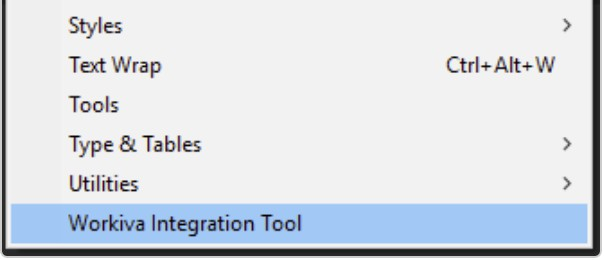 Styles
Text Wrap Ctrl+Alt+W
Tools
Type & Tables
Utilities
Workiva Integration Tool